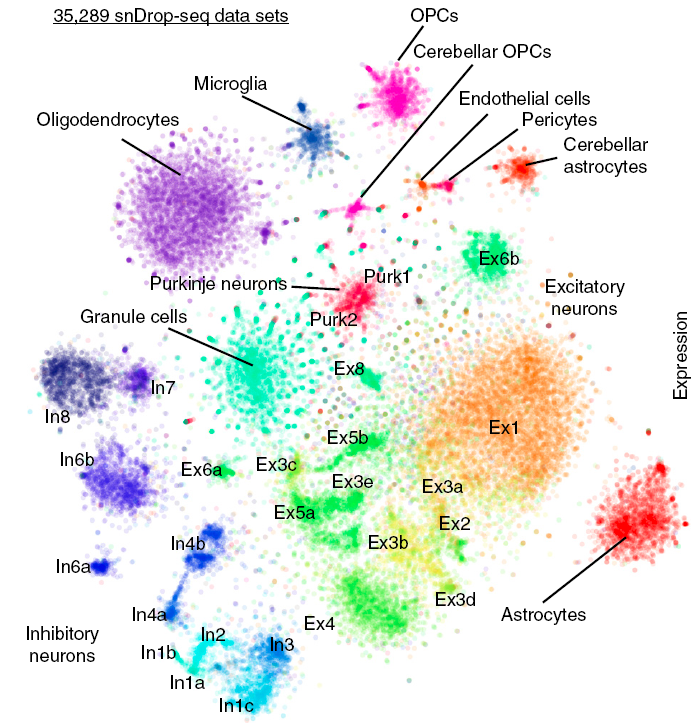 35,289 snDrop-seq data sets
OPCs
Cerebellar OPCs
Microglia
Endothelial cells
Oligodendrocytes
Pericytes
Cerebellar
astrocytes
Ex6b
Purkinje neurons
Purk1
Excitatory
neurons
Granule cells
Purk2
Expression
Ex8
In7
In8
Ex1
Ex5b
In6b
Ex6a
Ex3c
Ex3e
Ex3a
Ex5a
Ex2
In4b
Ex3b
In6a
Ex3d
In4a
Astrocytes
Ex4
Inhibitory
neurons
In2
In3
In1b
In1a
In1c